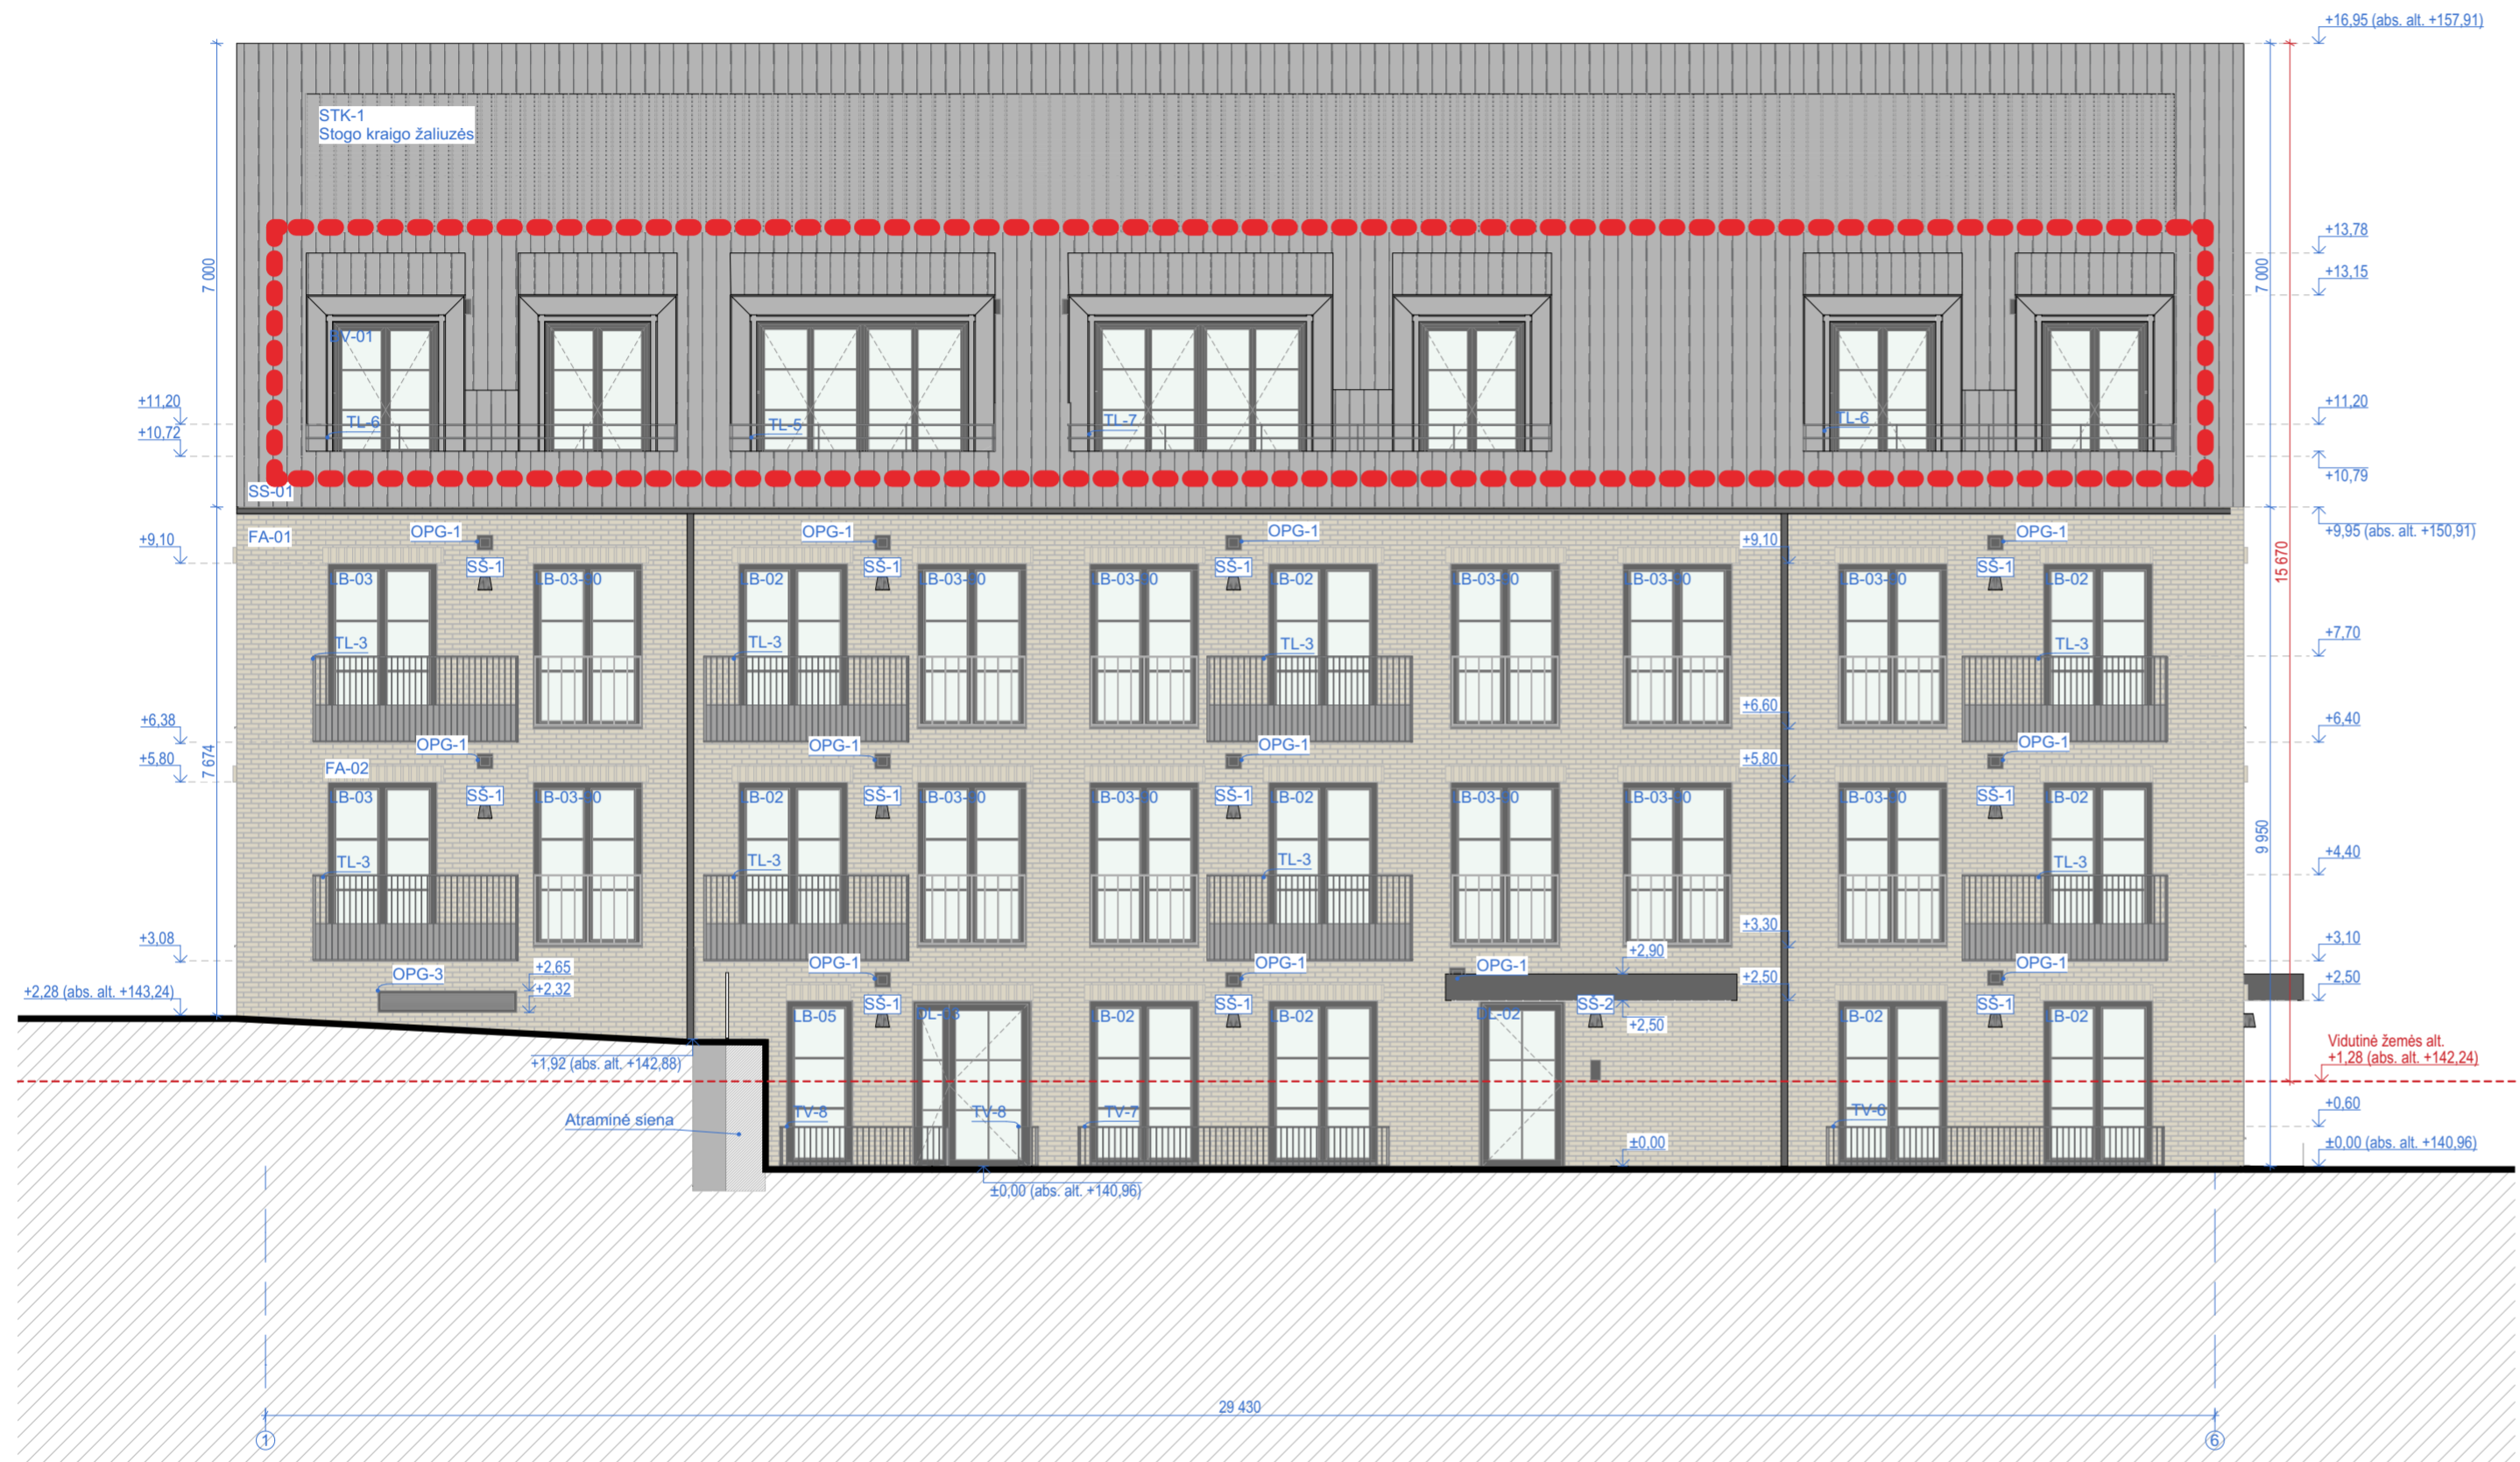 +16,95 (abs. alt. +157,91)
STK-1
Stogo kraigo žaliuzės
7 000
7 000
+13,78
+13,15
TL-6
TL-5
TL-7
TL-6
+11,20
+10,72
+11,20
+10,79
SS-01
+9,95 (abs. alt. +150,91)
FA-01
OPG-1
OPG-1
OPG-1
OPG-1
+9,10
+9,10
15 670
SŠ-1
SŠ-1
SŠ-1
SŠ-1
LB-03
LB-02
LB-02
LB-02
TL-3
TL-3
TL-3
TL-3
+7,70
+6,38
+6,60
+6,40
7 674
OPG-1
OPG-1
OPG-1
OPG-1
+5,80
+5,80
FA-02
SŠ-1
SŠ-1
SŠ-1
SŠ-1
LB-03
LB-02
LB-02
LB-02
9 950
TL-3
TL-3
TL-3
TL-3
+4,40
+3,08
+3,30
+3,10
+2,90
OPG-3
+2,65
OPG-1
OPG-1
OPG-1
OPG-1
+2,50
+2,50
+2,28 (abs. alt. +143,24)
+2,32
SŠ-1
SŠ-1
SŠ-2
SŠ-1
LB-05
LB-02
LB-02
DL-02
LB-02
LB-02
+2,50
Vidutinė žemės alt.
+1,28 (abs. alt. +142,24)
+1,92 (abs. alt. +142,88)
Atraminė siena
TV-8
TV-8
TV-7
TV-6
+0,60
±0,00
±0,00 (abs. alt. +140,96)
±0,00 (abs. alt. +140,96)
29 430
1
6